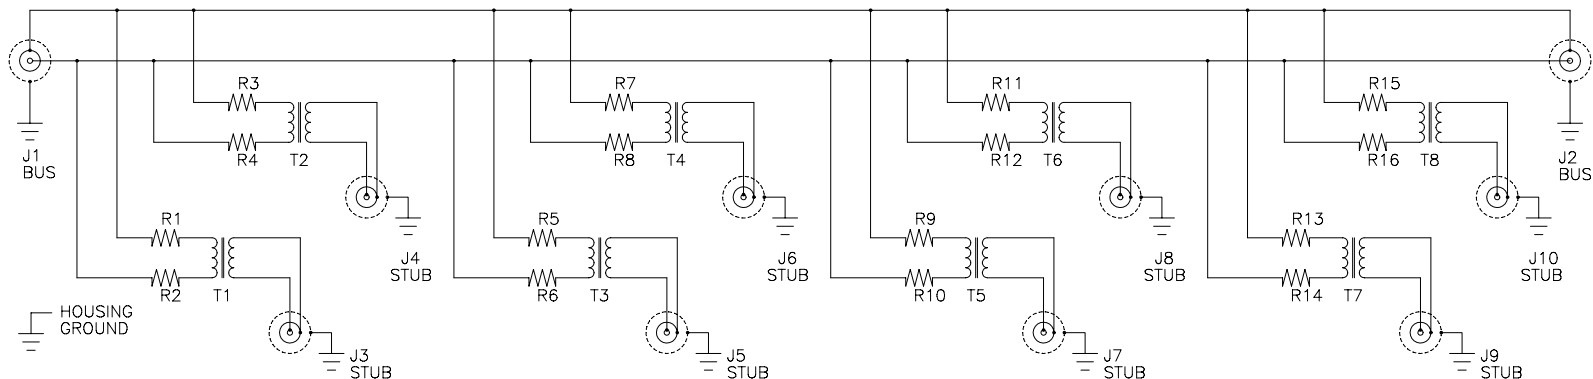 R3
R7
R11
R15
J1
BUS
R4
T2
R8
T4
R12
T6
R16
T8
J2
BUS
R1
R5
R9
R13
J4
STUB
J6
STUB
J8
STUB
J10
STUB
R2
T1
R6
T3
R10
T5
R14
T7
HOUSING
GROUND
J3
STUB
J5
STUB
J7
STUB
J9
STUB